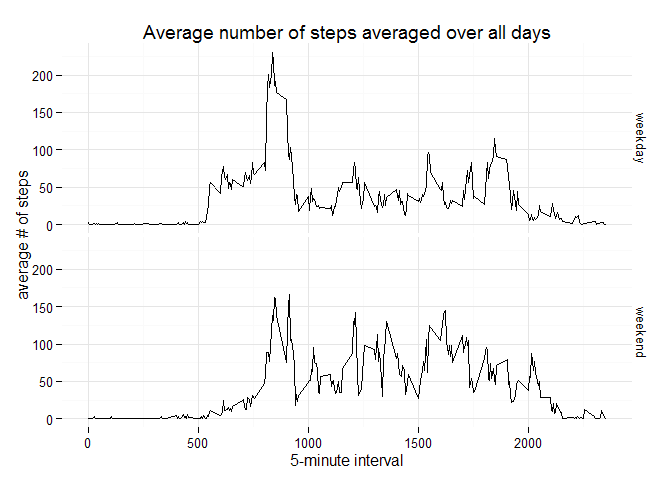 Average number of steps averaged over all days
average # of steps
200
150
100
50
0
weekday
200
150
100
50
0
weekend
0 500 1000 1500 2000
5-minute interval